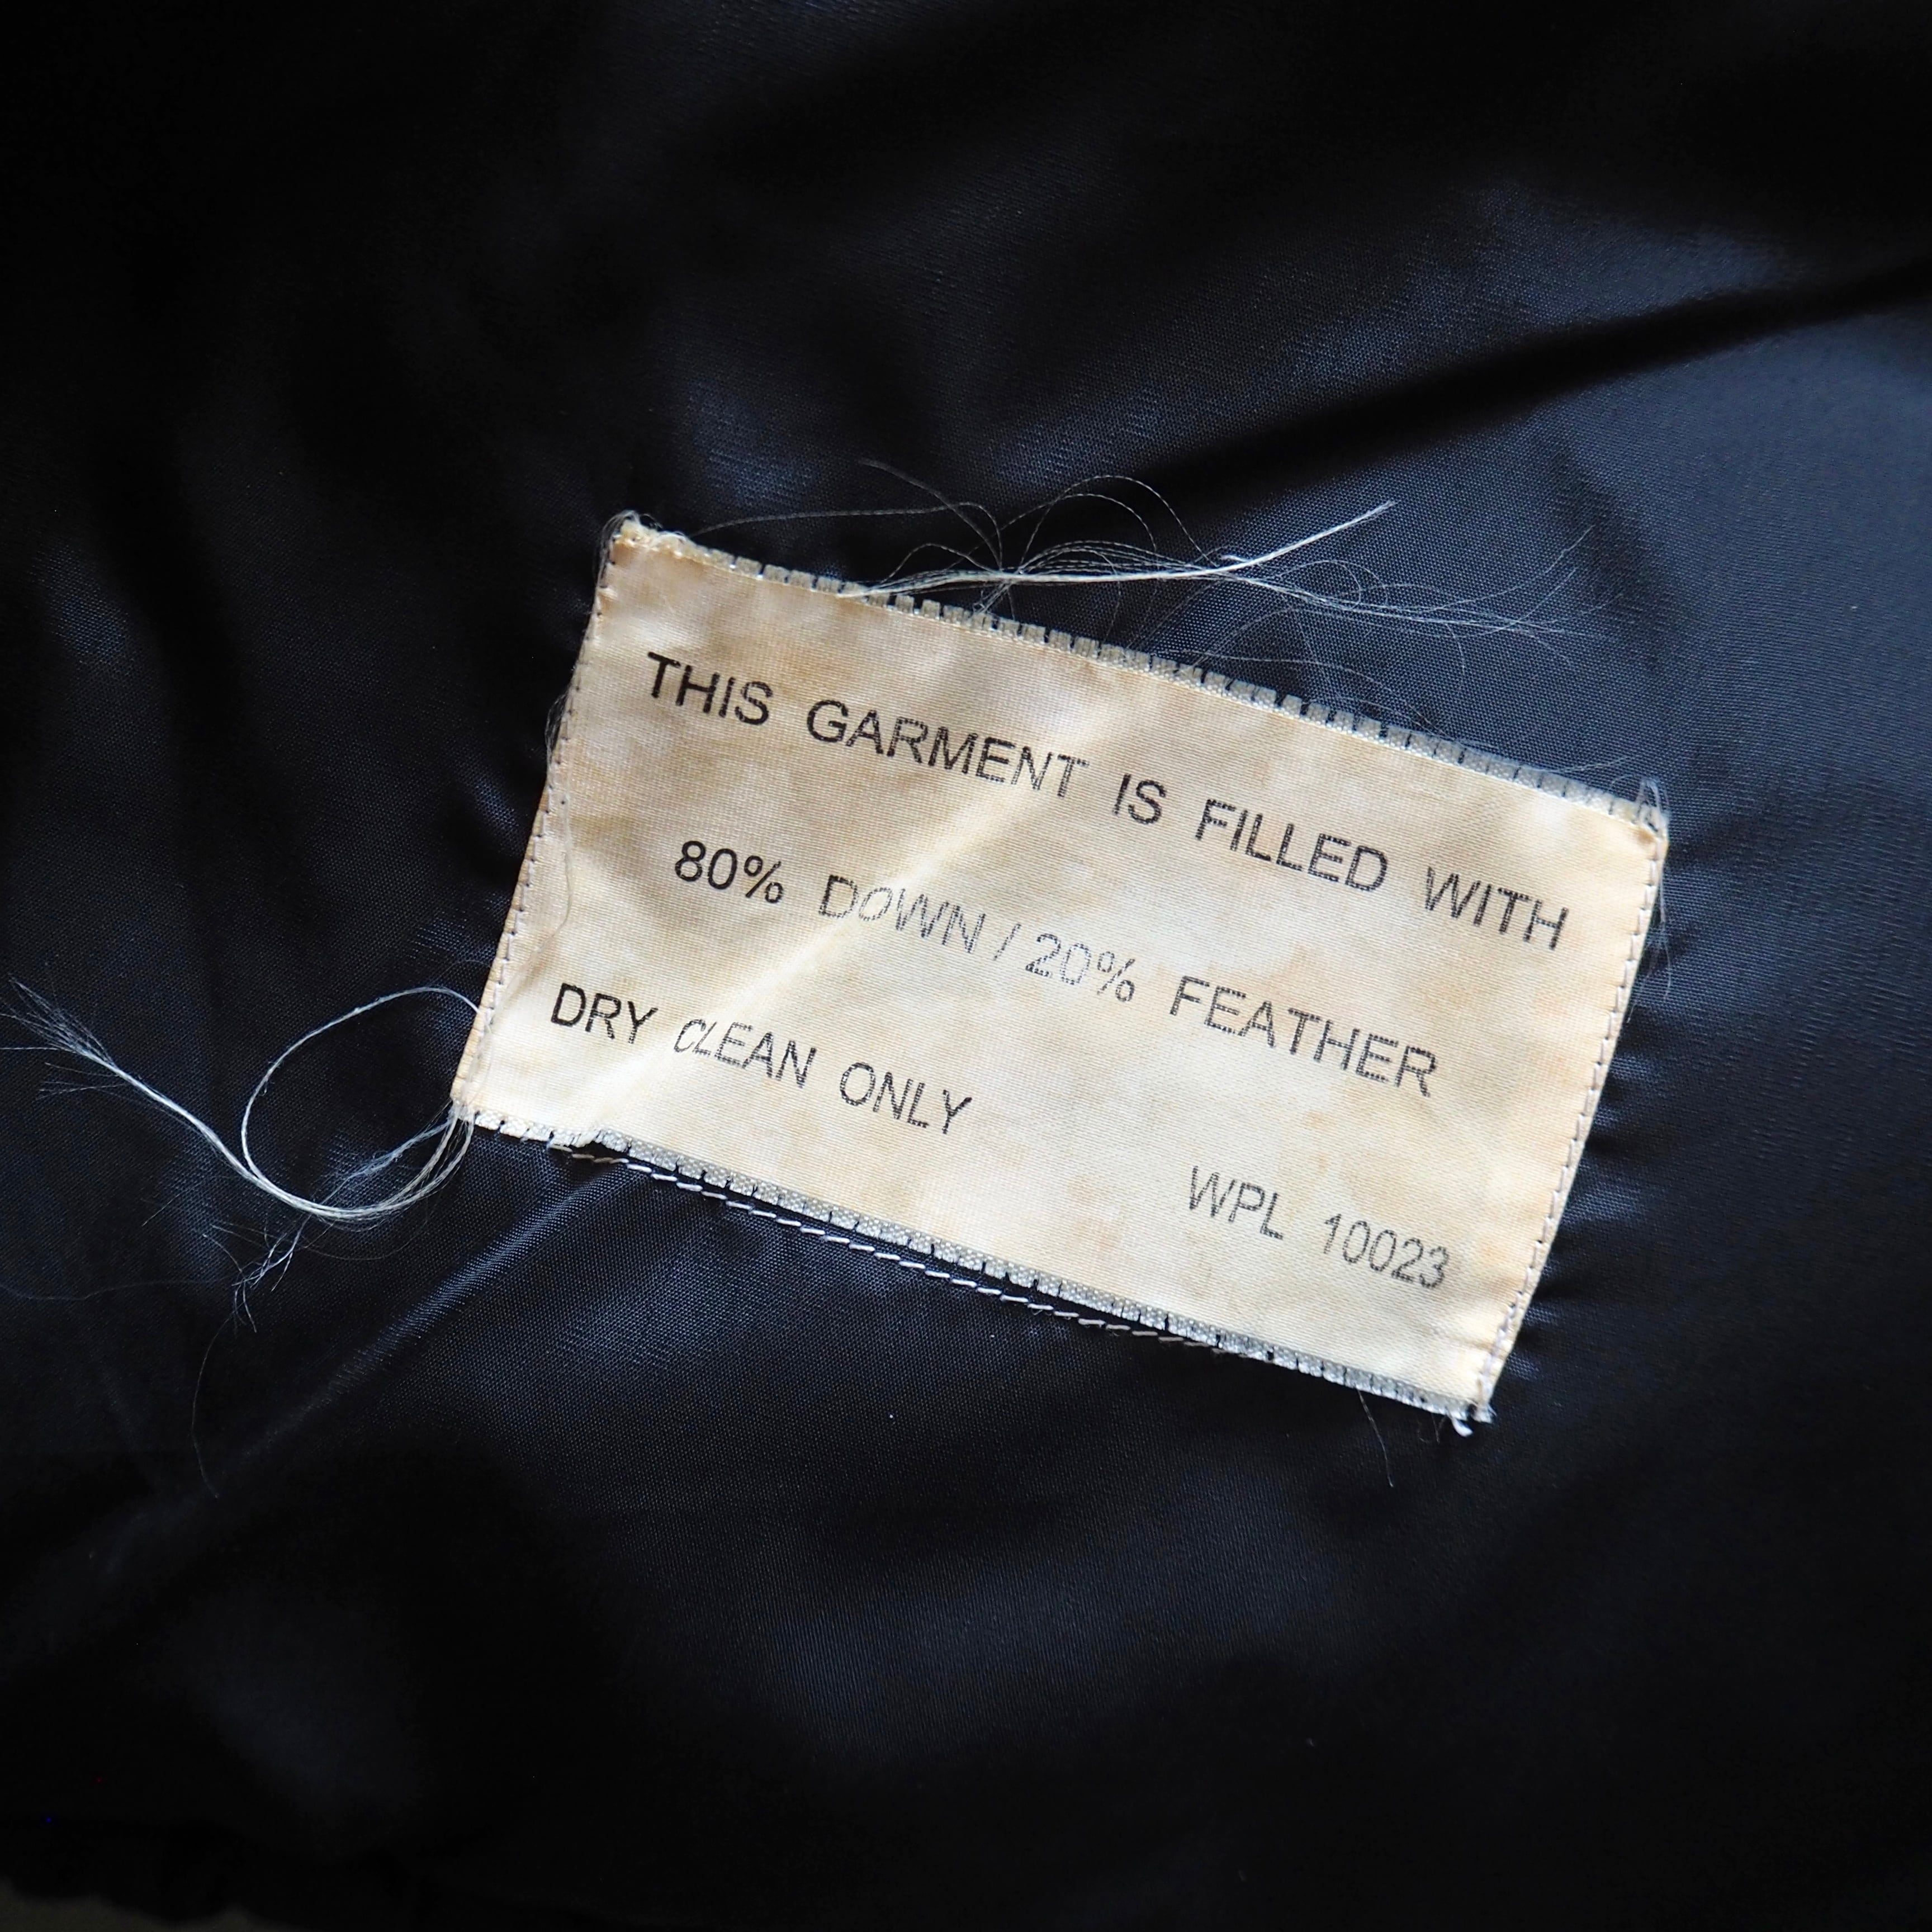 THIS GARMENT IS FILLED WITH
80% DOWN / 20% FEATHER
DRY CLEAN ONLY
WPL 10023